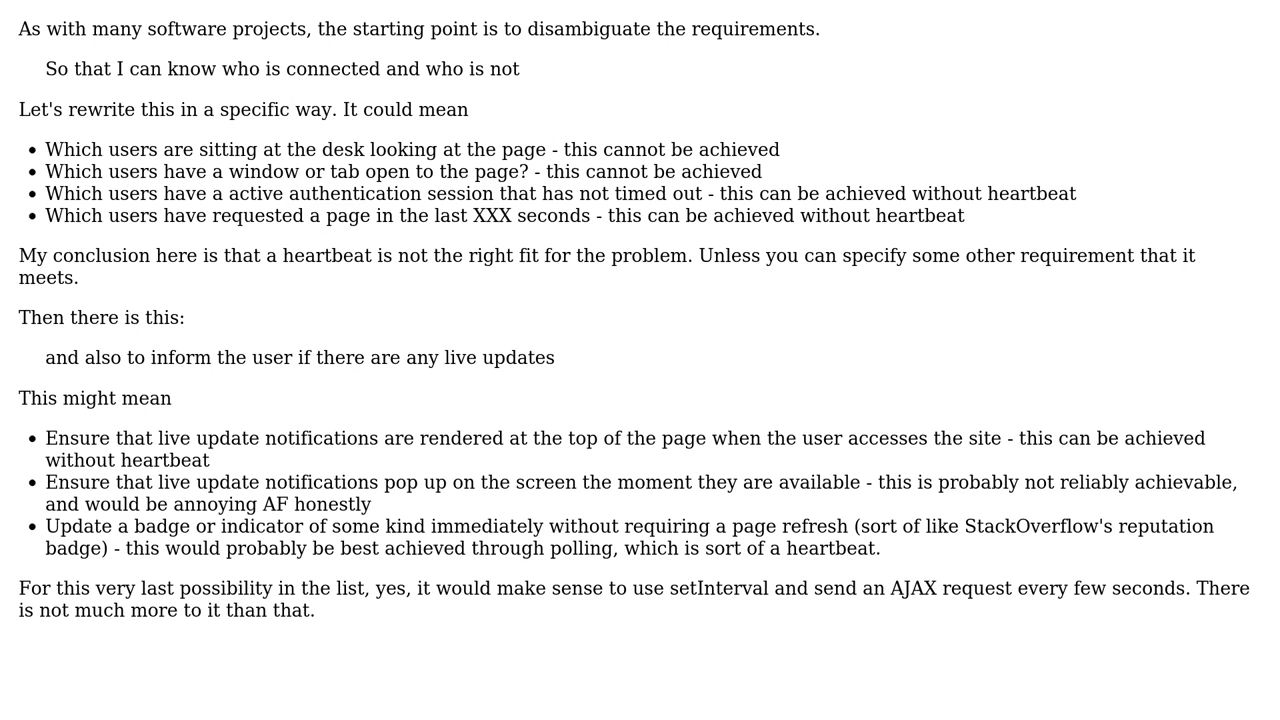 As with many software projects, the starting point is to disambiguate the requirements.
So that I can know who is connected and who is not
Let's rewrite this in a specific way. It could mean
• Which users are sitting at the desk looking at the page - this cannot be achieved
• Which users have a window or tab open to the page? - this cannot be achieved
• Which users have a active authentication session that has not timed out - this can be achieved without heartbeat
• Which users have requested a page in the last XXX seconds - this can be achieved without heartbeat
My conclusion here is that a heartbeat is not the right fit for the problem. Unless you can specify some other requirement that it
meets.
Then there is this:
and also to inform the user if there are any live updates
This might mean
• Ensure that live update notifications are rendered at the top of the page when the user accesses the site - this can be achieved
without heartbeat
• Ensure that live update notifications pop up on the screen the moment they are available - this is probably not reliably achievable,
and would be annoying AF honestly
• Update a badge or indicator of some kind immediately without requiring a page refresh (sort of like StackOverflow's reputation
badge) - this would probably be best achieved through polling, which is sort of a heartbeat.
For this very last possibility in the list, yes, it would make sense to use setInterval and send an AJAX request every few seconds. There
is not much more to it than that.